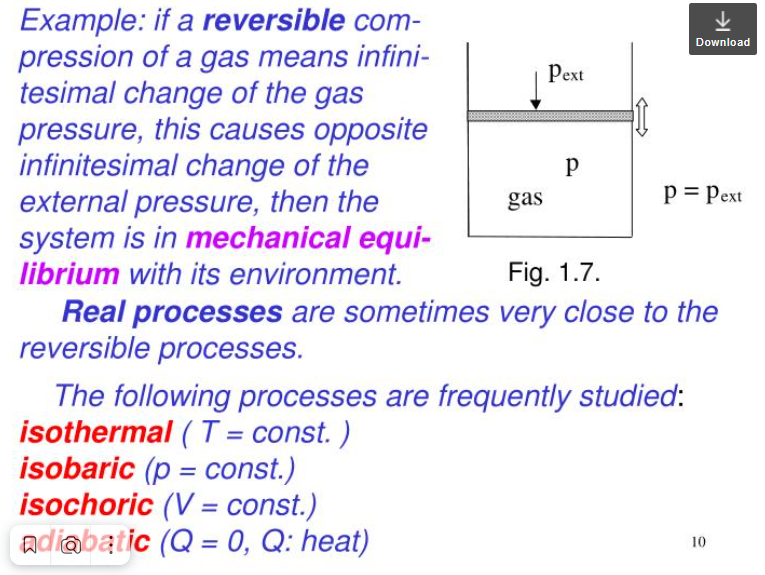 Example: if a reversible com-
pression of a gas means infini-
tesimal change of the gas
pressure, this causes opposite
infinitesimal change of the
external pressure, then the
system is in mechanical equi-
librium with its environment.
Download
pext
p
gas
p = pext
Fig. 1.7.
Real processes are sometimes very close to the
reversible processes.
The following processes are frequently studied:
isothermal ( T = const. )
isobaric (p = const.)
isochoric (V = const.)
adiabatic (Q = 0, Q: heat)
10